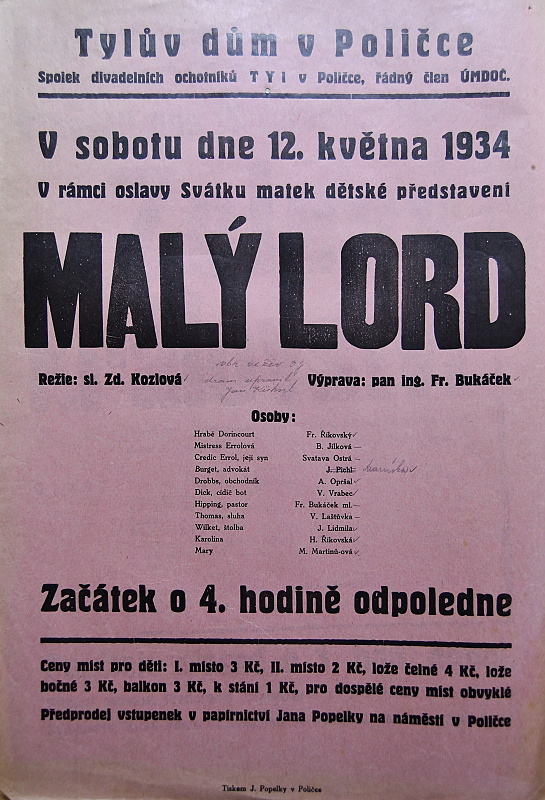 Tylův dům v Poličce
Spolek divadelních ochotníků TYL v Poličce, řádný člen ÚMDOČ.
V sobotu dne 12. května 1934
V rámci oslavy Svátku matek dětské představení
MALÝ LORD
Režie: sl. Zd. Kozlová Výprava: pan ing. Fr. Bukáček
Osoby:
Hrabě Dorincourt Fr. Říkovský
Mistress Errolová B. Jílková
Credic Errol, její syn Svatava Ostrá
Burget, advokát J. Pichl
Drobbs, obchodník A. Opršal
Dick, cídič bot V. Vrabec
Hipping, pastor Fr. Bukáček ml.
Thomas, sluha V. Laštůvka
Wilket, štolba J. Lidmila
Karolina H. Říkovská
Mary M. Martinů-ová
Začátek o 4. hodině odpoledne
Ceny míst pro děti: I. místo 3 Kč, II. místo 2 Kč, lože čelné 4 Kč, lože
bočné 3 Kč, balkon 3 Kč, k stání 1 Kč, pro dospělé ceny míst obvyklé
Předprodej vstupenek v papírnictví Jana Popelky na náměstí v Poličce
Tiskem J. Popelky v Poličce